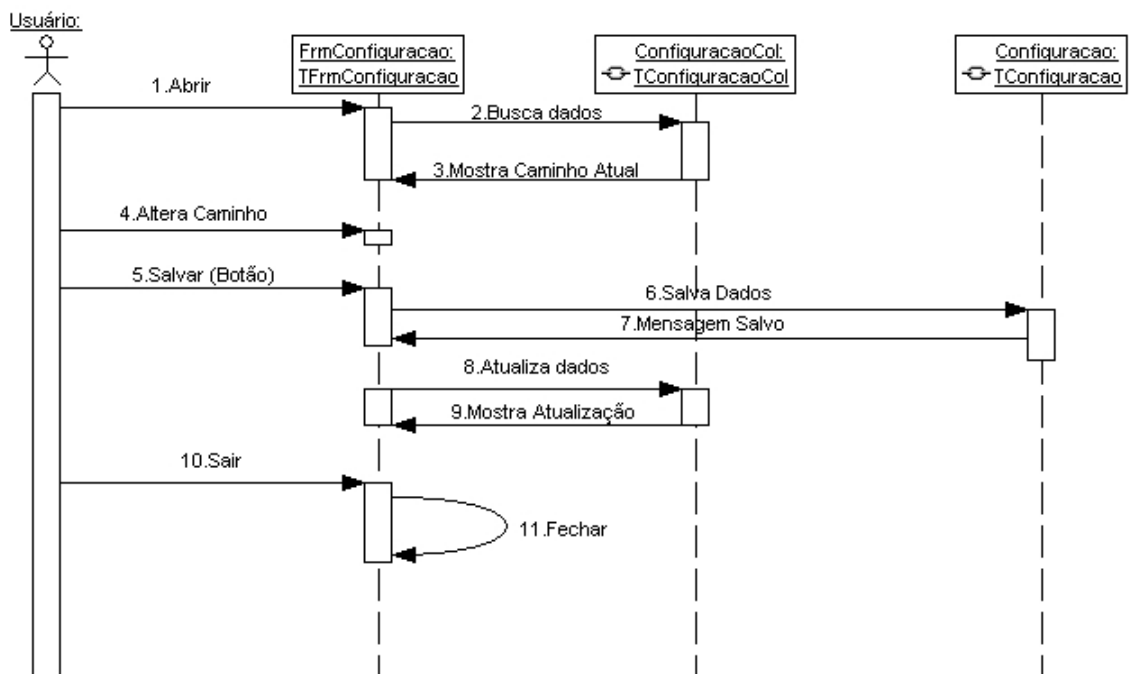 Usuário:
FrmConfiguracao:
TFrmConfiguracao
ConfiguracaoCol:
TConfiguracaoCol
Configuracao:
TConfiguracao
1.Abrir
2.Busca dados
3.Mostra Caminho Atual
4.Altera Caminho
5.Salvar (Botão)
6.Salva Dados
7.Mensagem Salvo
8.Atualiza dados
9.Mostra Atualização
10.Sair
11.Fechar